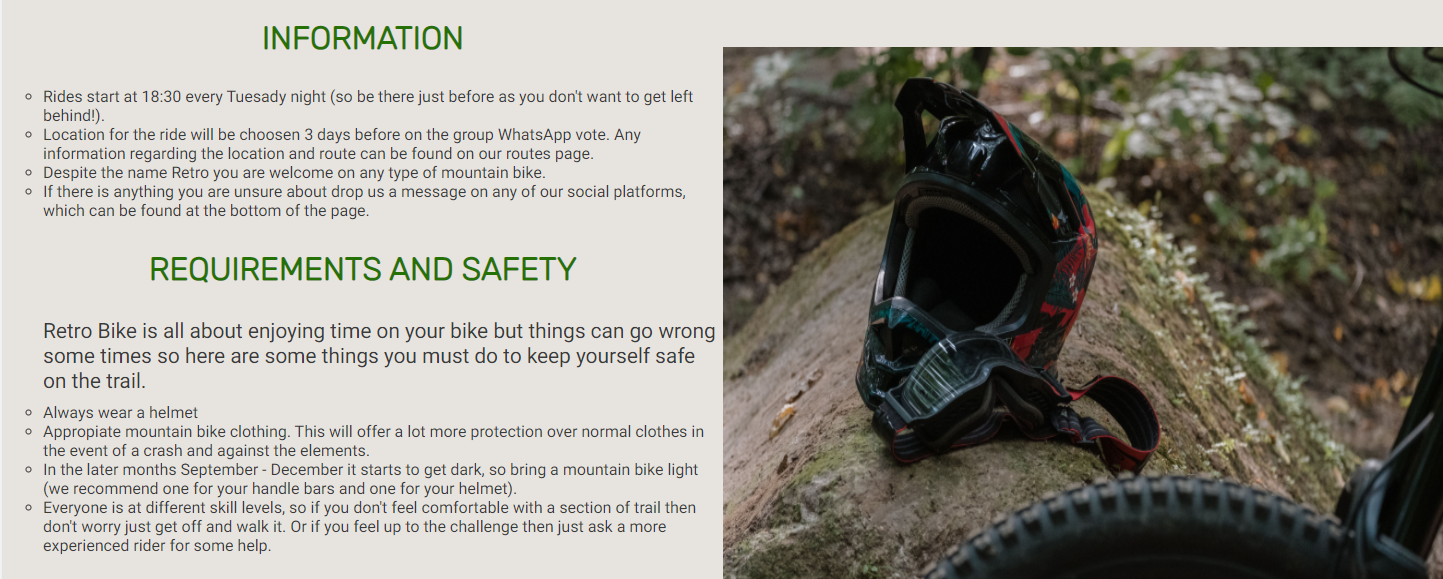 INFORMATION
Rides start at 18:30 every Tuesady night (so be there just before as you don't want to get left
behind!).
Location for the ride will be choosen 3 days before on the group WhatsApp vote. Any
information regarding the location and route can be found on our routes page.
Despite the name Retro you are welcome on any type of mountain bike.
If there is anything you are unsure about drop us a message on any of our social platforms,
which can be found at the bottom of the page.
REQUIREMENTS AND SAFETY
Retro Bike is all about enjoying time on your bike but things can go wrong
some times so here are some things you must do to keep yourself safe
on the trail.
Always wear a helmet
Appropiate mountain bike clothing. This will offer a lot more protection over normal clothes in
the event of a crash and against the elements.
In the later months September - December it starts to get dark, so bring a mountain bike light
(we recommend one for your handle bars and one for your helmet).
Everyone is at different skill levels, so if you don't feel comfortable with a section of trail then
don't worry just get off and walk it. Or if you feel up to the challenge then just ask a more
experienced rider for some help.